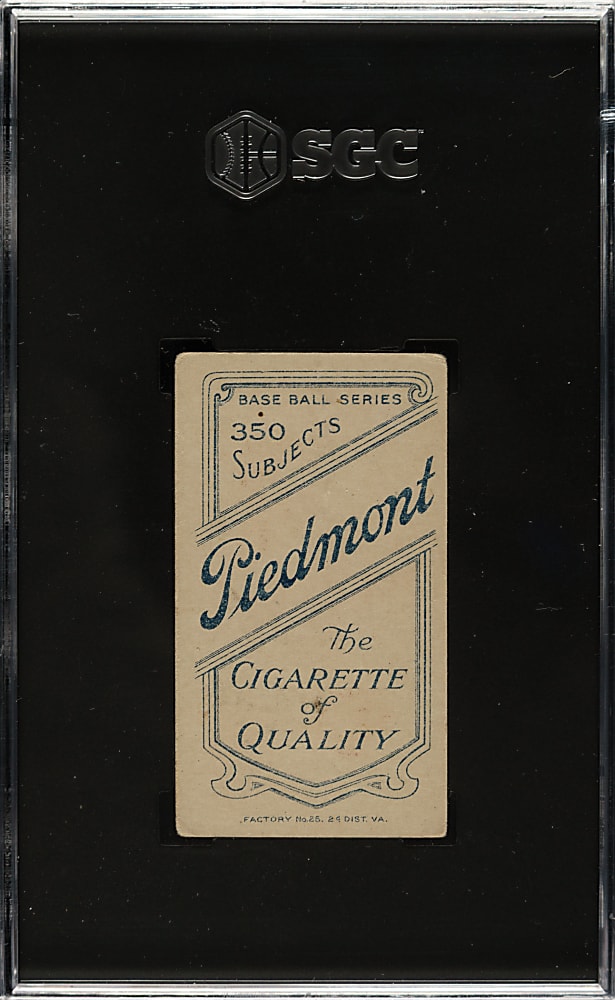 SGC
BASE BALL SERIES
350
SUBJECTS
Piedmont
The
CIGARETTE
of
QUALITY
FACTORY No.25, 2d DIST. VA.